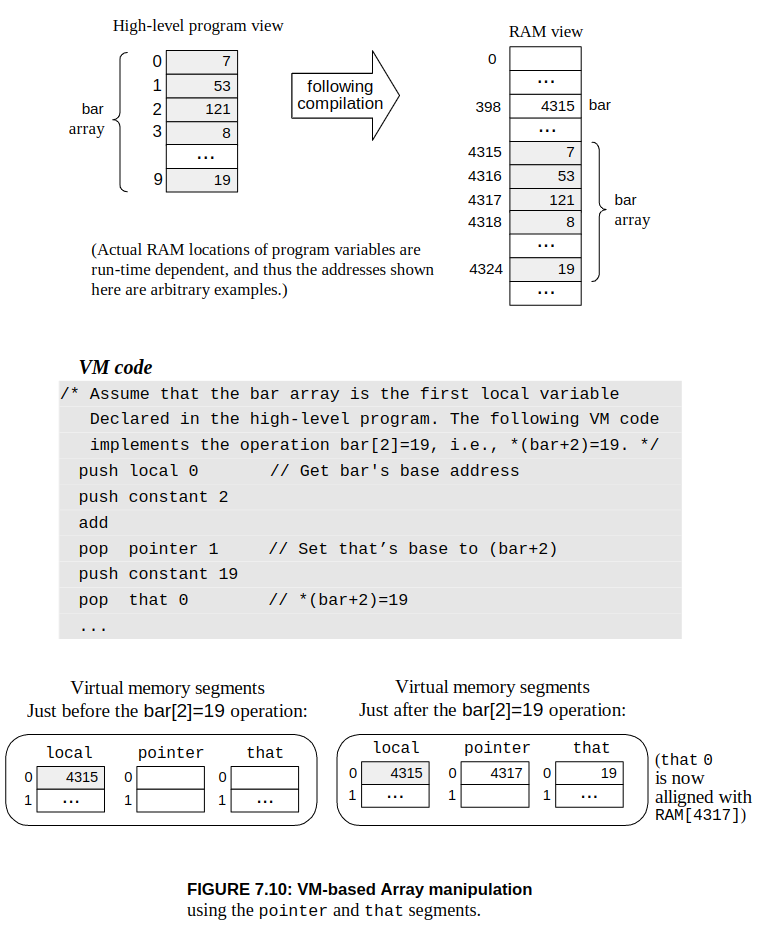 High-level program view
0 7
1 53
bar array
2 121
3 8
...
9 19
following
compilation
RAM view
0
...
398 4315 bar
...
4315 7
4316 53
4317 121
bar
array
4318 8
...
4324 19
...
(Actual RAM locations of program variables are
run-time dependent, and thus the addresses shown
here are arbitrary examples.)
VM code
/* Assume that the bar array is the first local variable
Declared in the high-level program. The following VM code
implements the operation bar[2]=19, i.e., *(bar+2)=19. */
push local 0 // Get bar's base address
push constant 2
add
pop pointer 1 // Set that’s base to (bar+2)
push constant 19
pop that 0 // *(bar+2)=19
...
Virtual memory segments
Just before the bar[2]=19 operation:
local pointer that
0 4315 0 0
1 ... 1 1 ...
Virtual memory segments
Just after the bar[2]=19 operation:
local pointer that
0 4315 0 4317 0 19
1 ... 1 1 ...
(that 0
is now
alligned with
RAM[4317])
FIGURE 7.10: VM-based Array manipulation
using the pointer and that segments.